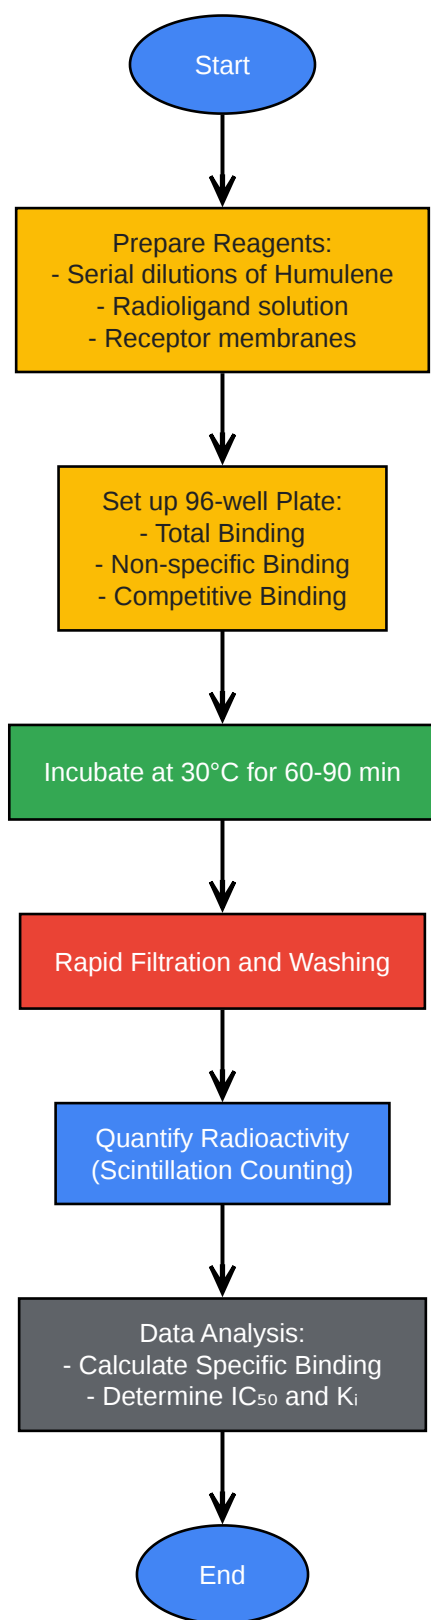 Start
Prepare Reagents:
- Serial dilutions of Humulene
- Radioligand solution
- Receptor membranes
Set up 96-well Plate:
- Total Binding
- Non-specific Binding
- Competitive Binding
Incubate at 30°C for 60-90 min
Rapid Filtration and Washing
Quantify Radioactivity
(Scintillation Counting)
Data Analysis:
- Calculate Specific Binding
- Determine IC₅₀ and Kᵢ
End